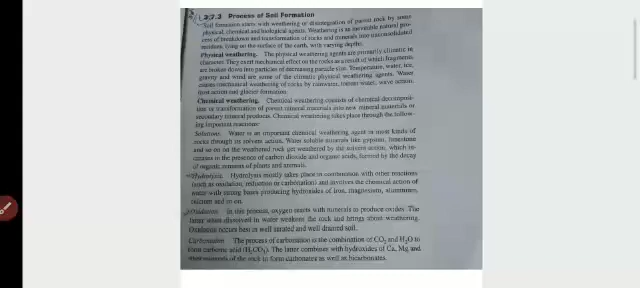 2.2.2 Process of Soil Formation
Soil formation starts with weathering or disintegration of parent rock by some
physical, chemical and biological agents. Weathering is an inevitable natural pro-
cess of breakdown and transformation of rocks and minerals into unconsolidated
residues, lying on the surface of the earth, with varying depths.
Physical weathering. The physical weathering agents are primarily climatic in
character. They exert mechanical effect on the rocks as a result of which fragments
are broken down into particles of decreasing particle size. Temperature, water, ice,
gravity and wind are some of the climatic physical weathering agents. Water
causes mechanical weathering of rocks by rainwater, torrent water, wave action,
frost action and glacier formation.
Chemical weathering. Chemical weathering consists of chemical decomposi-
tion or transformation of parent mineral materials into new mineral materials or
secondary mineral products. Chemical weathering takes place through the follow-
ing important reactions:
Solution: Water is an important chemical weathering agent in most kinds of
rocks through its solvent action. Water soluble minerals like gypsum, limestone
and so on on the weathered rock get weathered by the solvent action, which in-
creases in the presence of carbon dioxide and organic acids, formed by the decay
of organic remains of plants and animals.
Hydrolysis Hydrolysis mostly takes place in combination with other reactions
(such as oxidation, reduction or carbonation) and involves the chemical action of
water with strong bases producing hydroxides of iron, magnesium, aluminium,
calcium and so on.
Oxidation In this process, oxygen reacts with minerals to produce oxides. The
latter when dissolved in water weakens the rock and brings about weathering.
Oxidation occurs best in well aerated and well drained soil.
Carbonation The process of carbonation is the combination of CO₂ and H₂O to
form carbonic acid (H₂CO₃). The latter combines with hydroxides of Ca, Mg and
other minerals of the rock to form carbonates as well as bicarbonates.